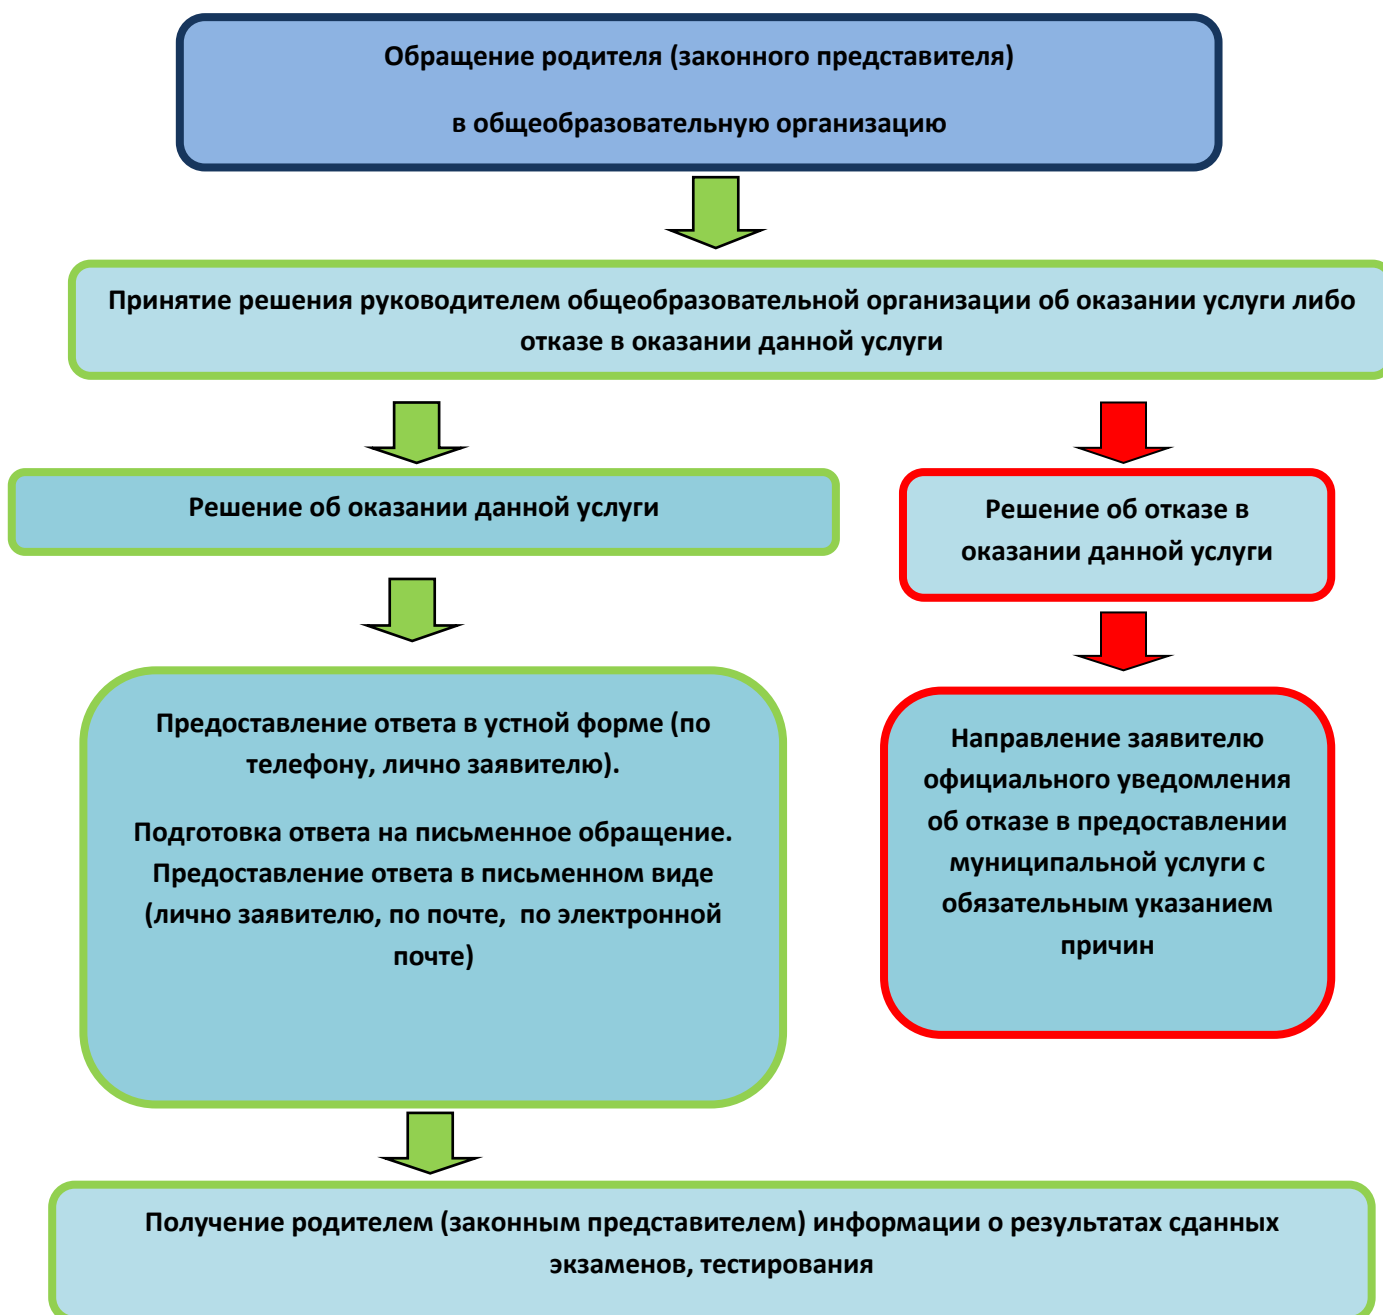 Обращение родителя (законного представителя)
в общеобразовательную организацию
Принятие решения руководителем общеобразовательной организации об оказании услуги либо
отказе в оказании данной услуги
Решение об оказании данной услуги
Решение об отказе в
оказании данной услуги
Предоставление ответа в устной форме (по
телефону, лично заявителю).
Подготовка ответа на письменное обращение.
Предоставление ответа в письменном виде
(лично заявителю, по почте, по электронной
почте)
Направление заявителю
официального уведомления
об отказе в предоставлении
муниципальной услуги с
обязательным указанием
причин
Получение родителем (законным представителем) информации о результатах сданных
экзаменов, тестирования